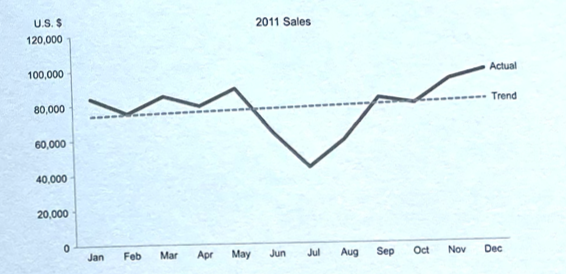 U.S. $
2011 Sales
120,000
100,000
Actual
Trend
80,000
60,000
40,000
20,000
0
Jan Feb Mar Apr May Jun Jul Aug Sep Oct Nov Dec